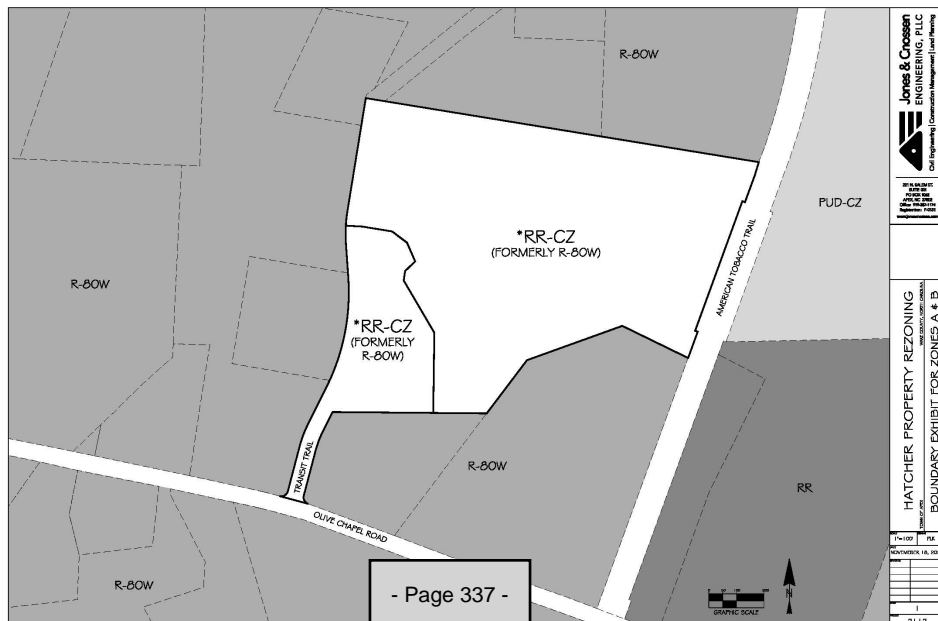 R-80W
R-80W
PUD-CZ
*RR-CZ
(FORMERLY R-80W)
AMERICAN TOBACCO TRAIL
*RR-CZ
(FORMERLY
R-80W)
R-80W
TRANSIT TRAIL
R-80W
RR
OLIVE CHAPEL ROAD
R-80W
- Page 337 -
GRAPHIC SCALE
N
Jones & Cnossen
ENGINEERING, PLLC
Civil Engineering | Construction Management | Land Planning
HATCHER PROPERTY REZONING
BOUNDARY EXHIBIT FOR ZONES A & B
1"=100'
PLK
1